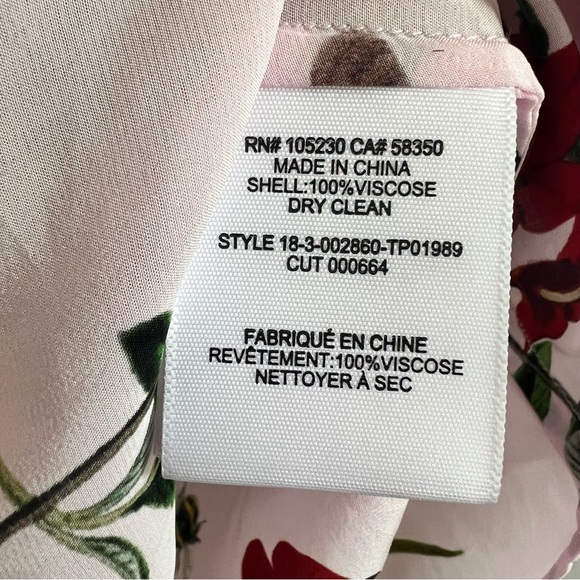 RN# 105230 CA# 58350
MADE IN CHINA
SHELL:100%VISCOSE
DRY CLEAN
STYLE 18-3-002860-TP01989
CUT 000664
FABRIQUÉ EN CHINE
REVÊTEMENT:100%VISCOSE
NETTOYER À SEC